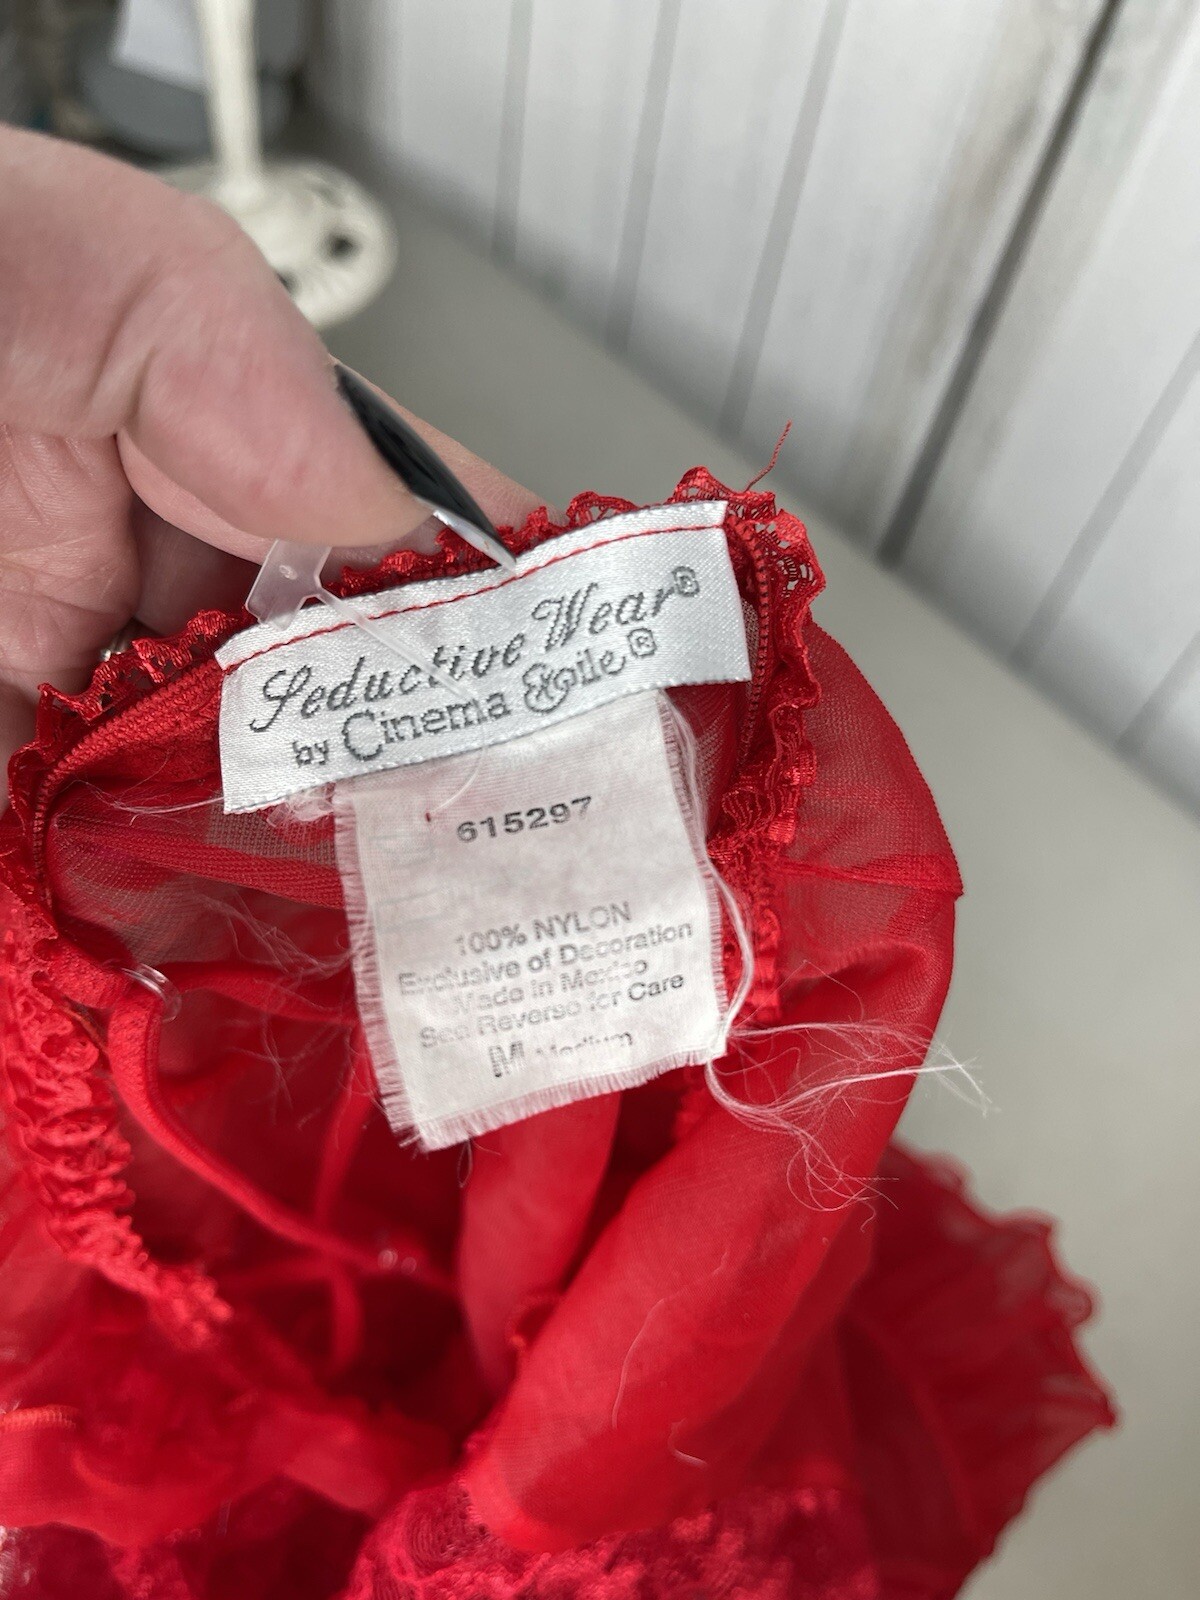 Seductive Wear®
by Cinema Etoile®
615297
100% NYLON
Exclusive of Decoration
Made in Mexico
See Reverse for Care
M Medium